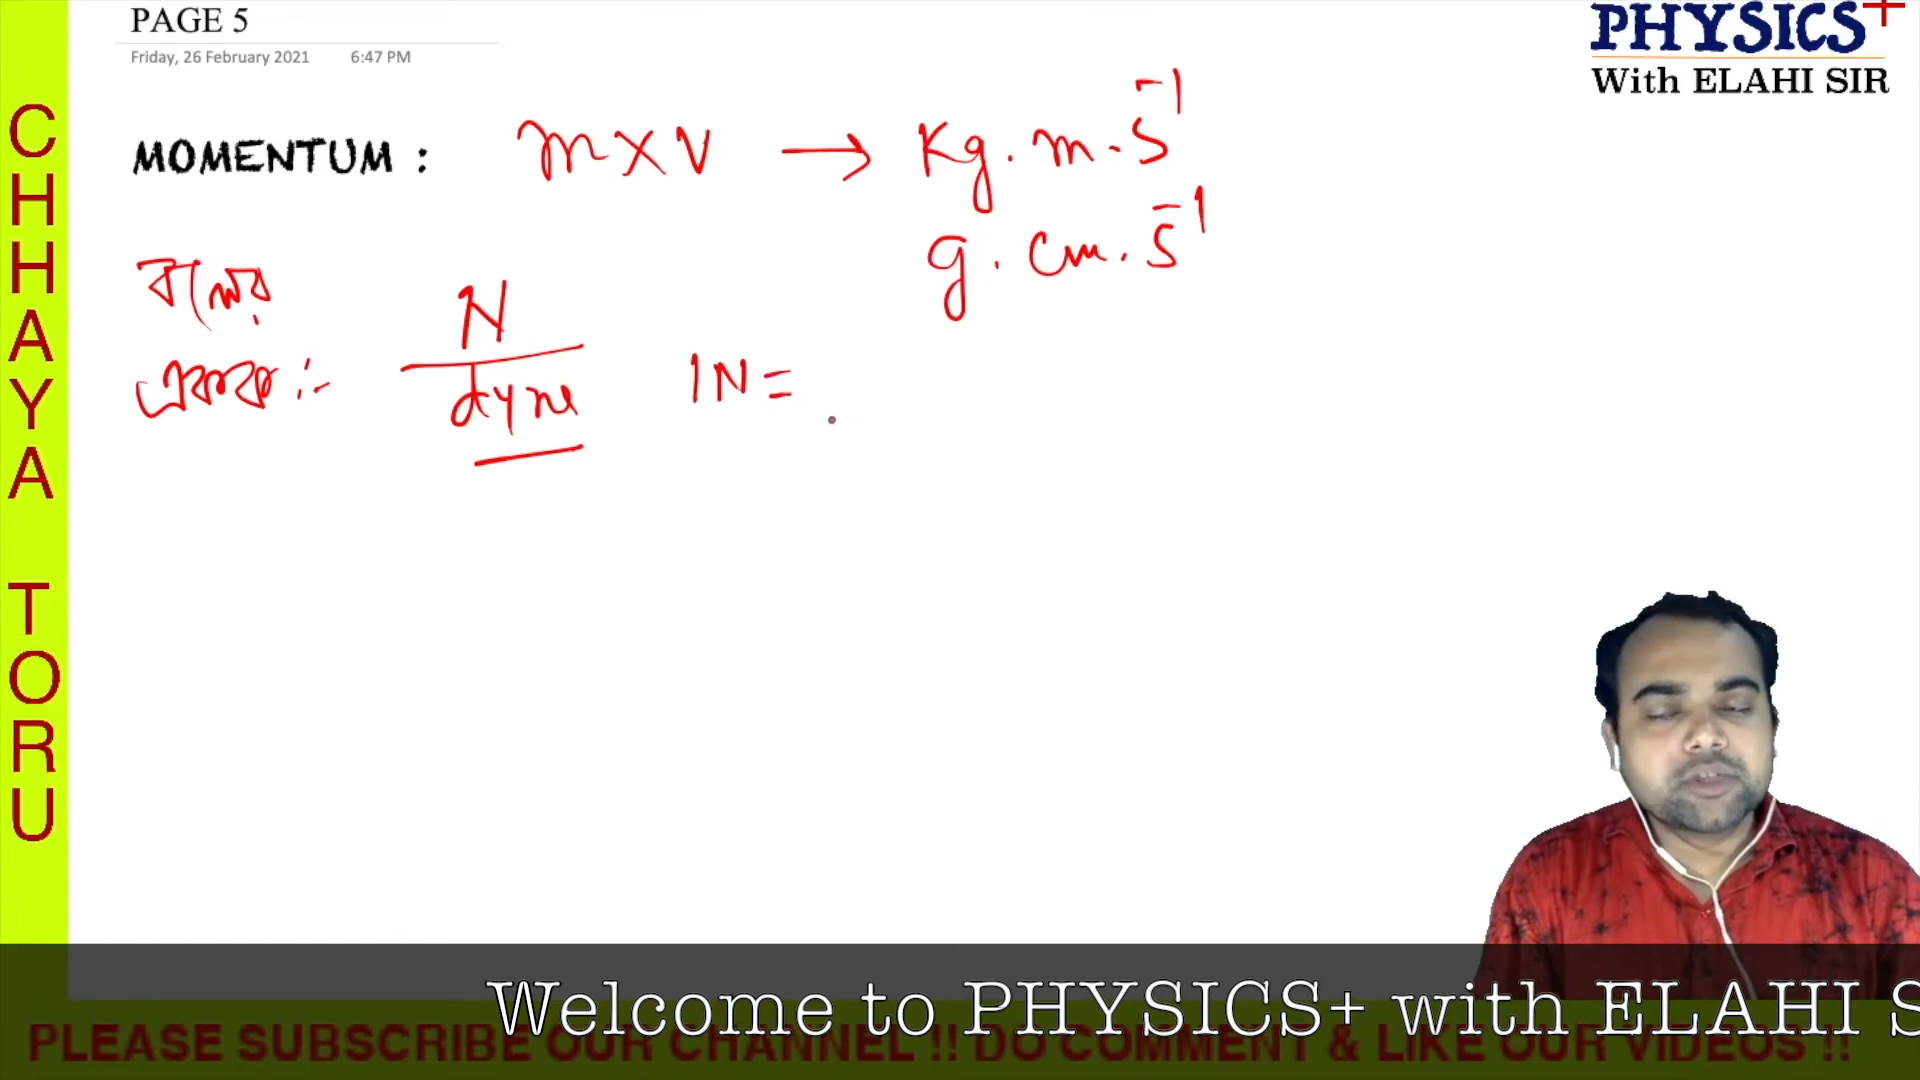 PAGE 5
Friday, 26 February 2021 6:47 PM
PHYSICS+
With ELAHI SIR
CHHAYA TORU
MOMENTUM : m x v → Kg. m. s⁻¹
g. cm. s⁻¹
বলের
একক :-
N
dyne
1N =
Welcome to PHYSICS+ with ELAHI S
PLEASE SUBSCRIBE OUR CHANNEL !! DO COMMENT & LIKE OUR VIDEOS !!